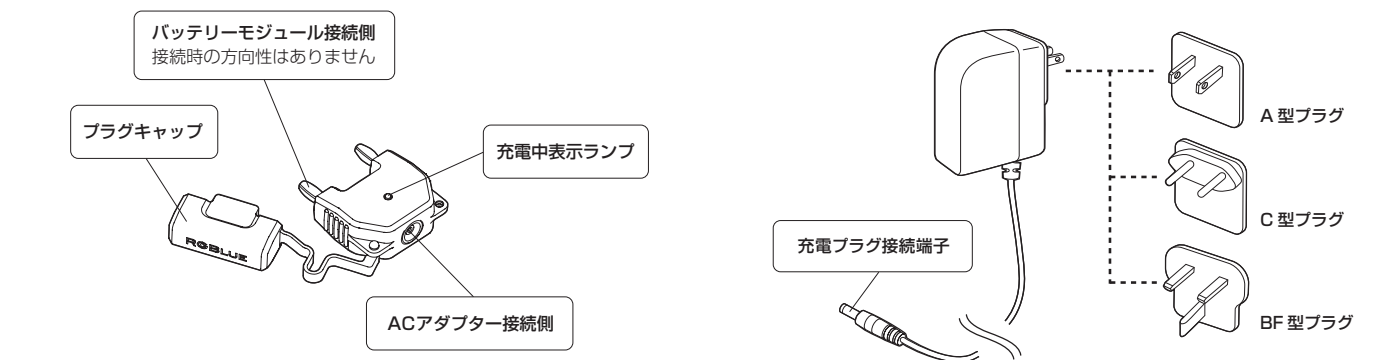 バッテリーモジュール接続側
接続時の方向性はありません
プラグキャップ
充電中表示ランプ
RGBLUE
ACアダプター接続側
A 型プラグ
C 型プラグ
充電プラグ接続端子
BF 型プラグ